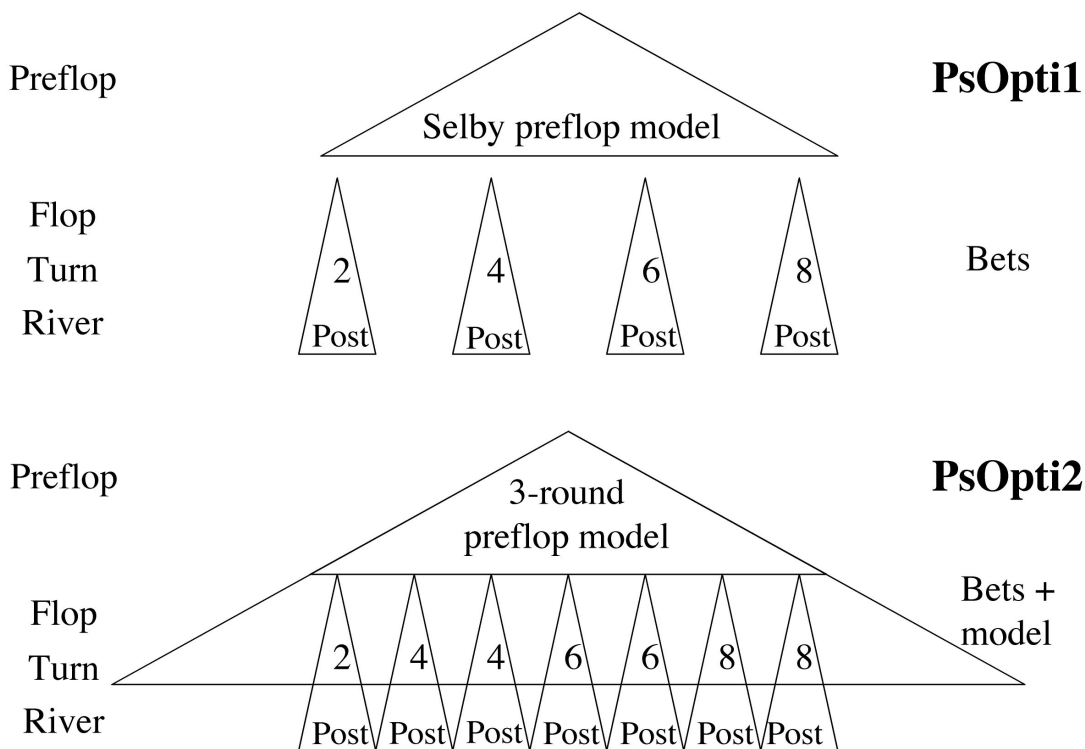 Preflop
PsOpti1
Selby preflop model
Flop
Turn
River
2 4 6 8
Bets
Post Post Post Post
Preflop
PsOpti2
3-round
preflop model
Flop
Turn
River
Bets +
model
2 4 4 6 6 8 8
Post Post Post Post Post Post Post